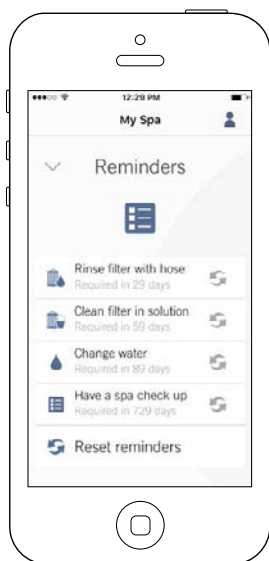 12:29 PM
My Spa
Reminders
Rinse filter with hose
Required in 29 days
Clean filter in solution
Required in 59 days
Change water
Required in 89 days
Have a spa check up
Required in 729 days
Reset reminders